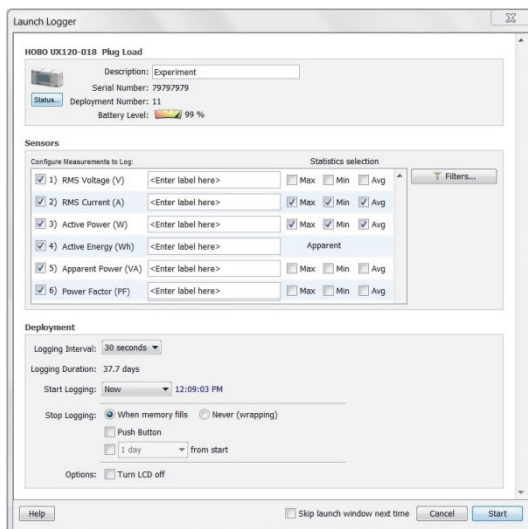 Launch Logger
HOBO UX120-018 Plug Load
Description: Experiment
Serial Number: 79797979
Status...
Deployment Number: 11
Battery Level: 99 %
Sensors
Configure Measurements to Log: Statistics selection
1) RMS Voltage (V) <Enter label here> Max Min Avg Filters...
2) RMS Current (A) <Enter label here> Max Min Avg
3) Active Power (W) <Enter label here> Max Min Avg
4) Active Energy (Wh) <Enter label here> Apparent
5) Apparent Power (VA) <Enter label here> Max Min Avg
6) Power Factor (PF) <Enter label here> Max Min Avg
Deployment
Logging Interval: 30 seconds
Logging Duration: 37.7 days
Start Logging: Now 12:09:03 PM
Stop Logging: When memory fills Never (wrapping)
Push Button
1 day from start
Options: Turn LCD off
Help Skip launch window next time Cancel Start